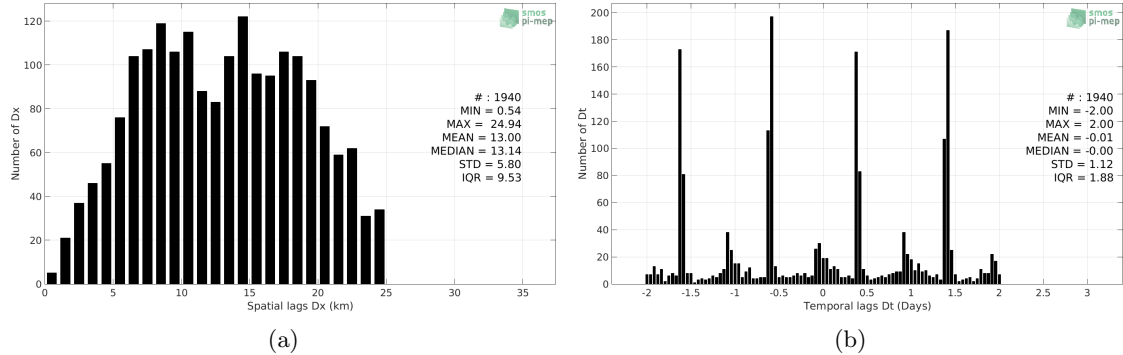 smos
pi-mep
120
100
80
60
40
20
0
Number of Dx
# : 1940
MIN = 0.54
MAX = 24.94
MEAN = 13.00
MEDIAN = 13.14
STD = 5.80
IQR = 9.53
0 5 10 15 20 25 30 35
Spatial lags Dx (km)
(a)
smos
pi-mep
200
180
160
140
120
100
80
60
40
20
0
Number of Dt
# : 1940
MIN = -2.00
MAX = 2.00
MEAN = -0.01
MEDIAN = -0.00
STD = 1.12
IQR = 1.88
-2 -1.5 -1 -0.5 0 0.5 1 1.5 2 2.5 3
Temporal lags Dt (Days)
(b)